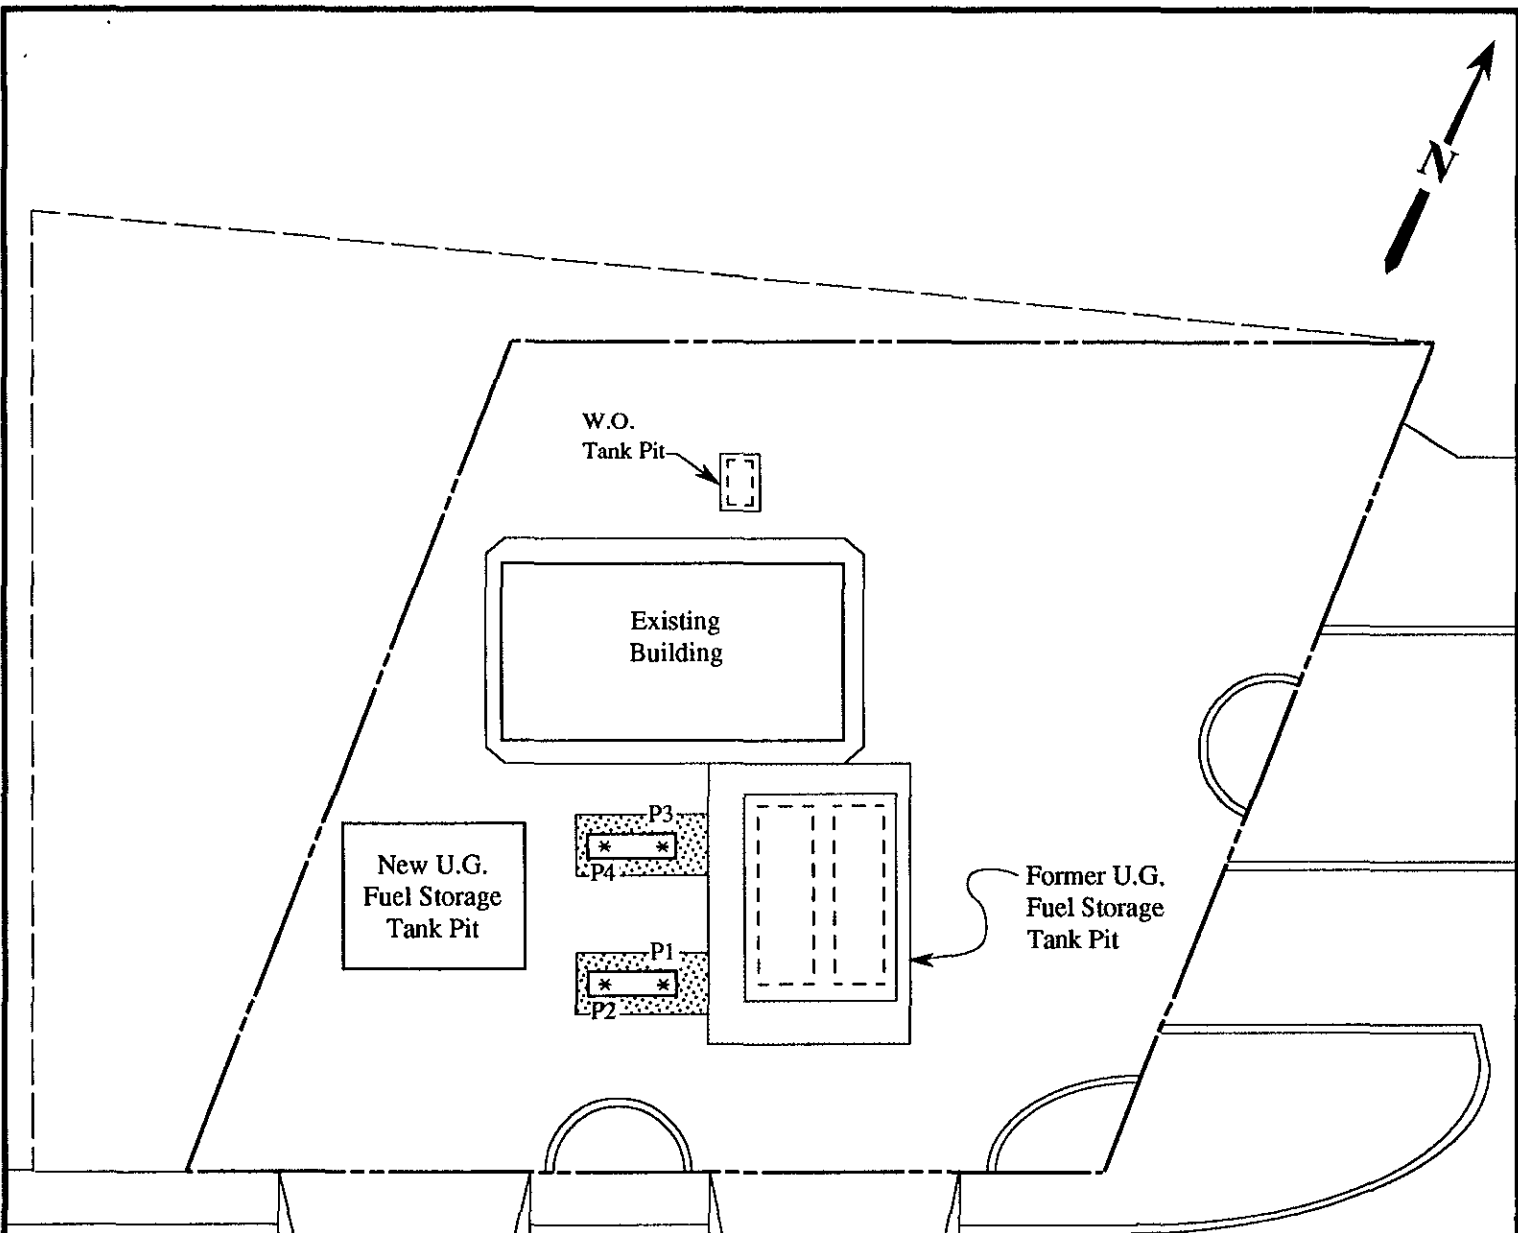 N
W.O.
Tank Pit
Existing
Building
P3
P4
New U.G.
Fuel Storage
Tank Pit
Former U.G.
Fuel Storage
Tank Pit
P1
P2